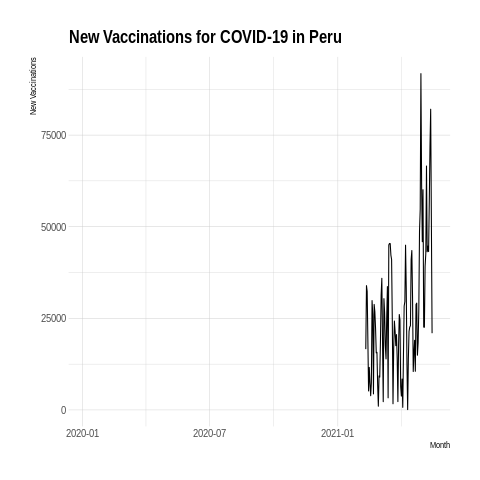 New Vaccinations for COVID-19 in Peru
New Vaccinations
75000
50000
25000
0
2020-01 2020-07 2021-01
Month